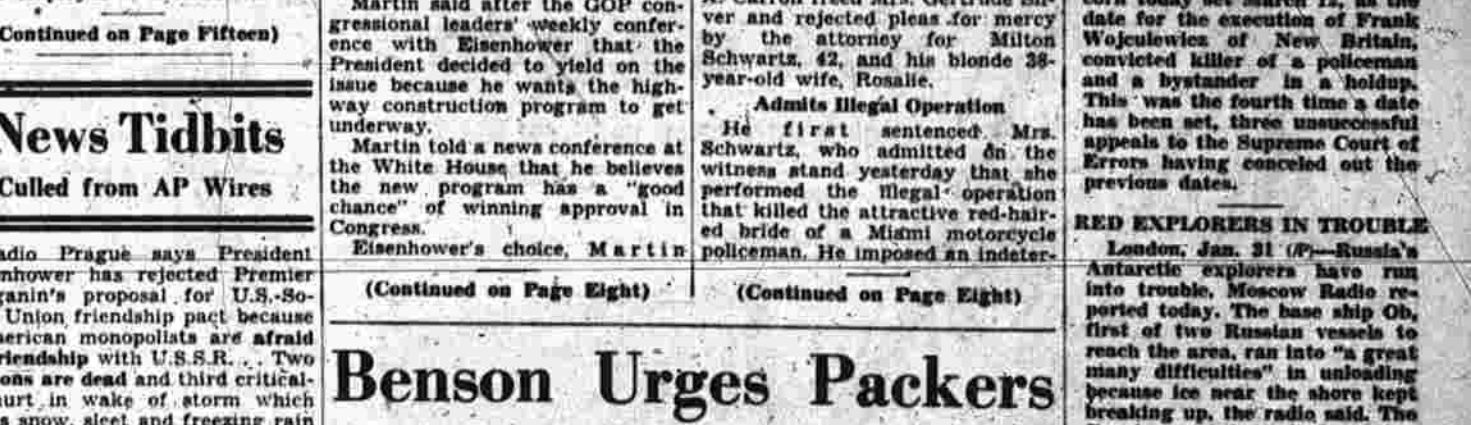 (Continued on Page Fifteen)
News Tidbits
Culled from AP Wires
adio Prague says President
nhower has rejected Premier
ganin's proposal for U.S.-So-
Union friendship pact because
erican monopolists are afraid
riendship with U.S.S.R. . . Two
ons are dead and third critical-
urt in wake of storm which
s snow, sleet and freezing rain
Martin said after the GOP con-
gressional leaders' weekly confer-
ence with Eisenhower that the
President decided to yield on the
issue because he wants the high-
way construction program to get
underway.
Martin told a news conference at
the White House that he believes
the new program has a "good
chance" of winning approval in
Congress.
Eisenhower's choice, Martin
(Continued on Page Eight)
ver and rejected pleas for mercy
by the attorney for Milton
Schwartz, 42, and his blonde 38-
year-old wife, Rosalie.
Admits Illegal Operation
He first sentenced Mrs.
Schwartz, who admitted on the
witness stand yesterday that she
performed the illegal operation
that killed the attractive red-hair-
ed bride of a Miami motorcycle
policeman. He imposed an indeter-
(Continued on Page Eight)
Benson Urges Packers
date for the execution of Frank
Wojculewicz of New Britain,
convicted killer of a policeman
and a bystander in a holdup.
This was the fourth time a date
has been set, three unsuccessful
appeals to the Supreme Court of
Errors having conceled out the
previous dates.
RED EXPLORERS IN TROUBLE
London, Jan. 31 (AP)—Russia's
Antarctic explorers have run
into trouble, Moscow Radio re-
ported today. The base ship Ob,
first of two Russian vessels to
reach the area, ran into "a great
many difficulties" in unloading
because ice near the shore kept
breaking up, the radio said. The